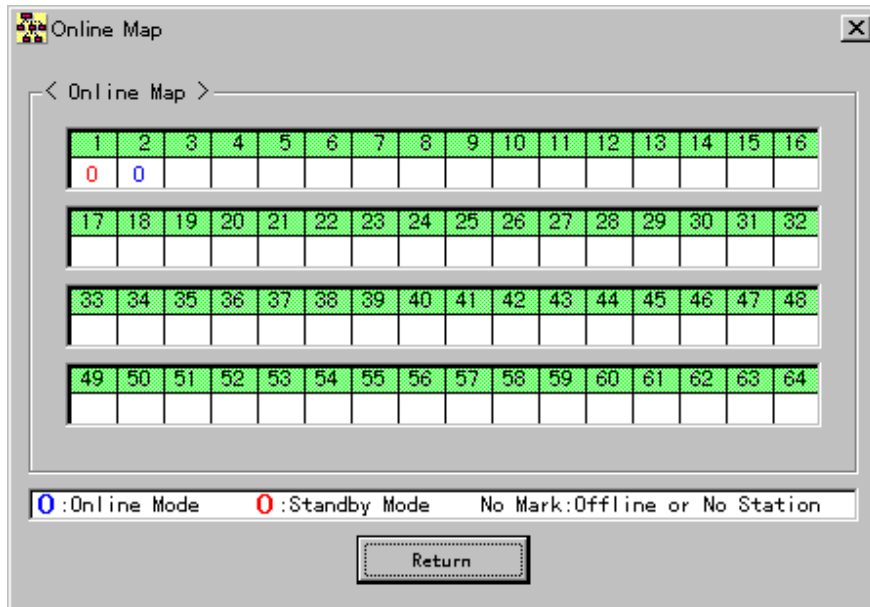 Online Map
< Online Map >
1 2 3 4 5 6 7 8 9 10 11 12 13 14 15 16
0 0
17 18 19 20 21 22 23 24 25 26 27 28 29 30 31 32
33 34 35 36 37 38 39 40 41 42 43 44 45 46 47 48
49 50 51 52 53 54 55 56 57 58 59 60 61 62 63 64
0:Online Mode 0:Standby Mode No Mark:Offline or No Station
Return